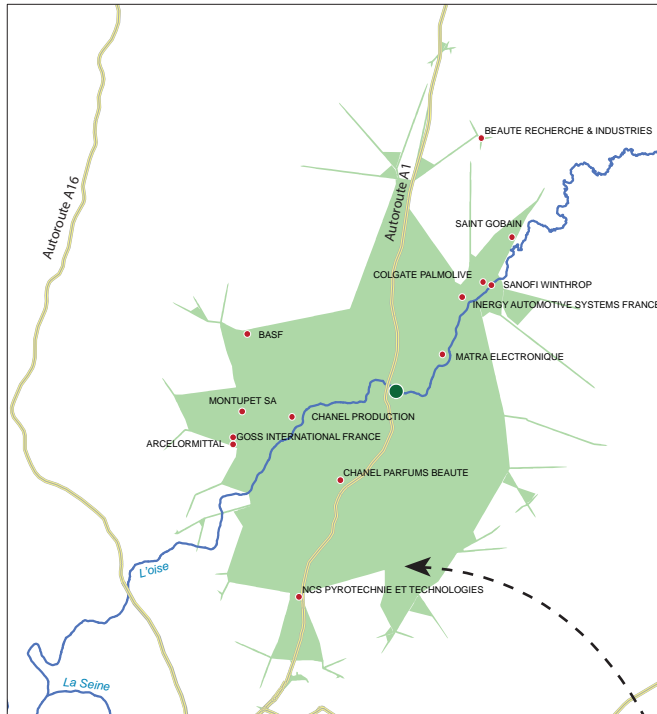 BEAUTE RECHERCHE & INDUSTRIES
Autoroute A16
Autoroute A1
SAINT GOBAIN
COLGATE PALMOLIVE
SANOFI WINTHROP
INERGY AUTOMOTIVE SYSTEMS FRANCE
BASF
MATRA ELECTRONIQUE
MONTUPET SA
CHANEL PRODUCTION
GOSS INTERNATIONAL FRANCE
ARCELORMITTAL
CHANEL PARFUMS BEAUTE
L'oise
NCS PYROTECHNIE ET TECHNOLOGIES
La Seine